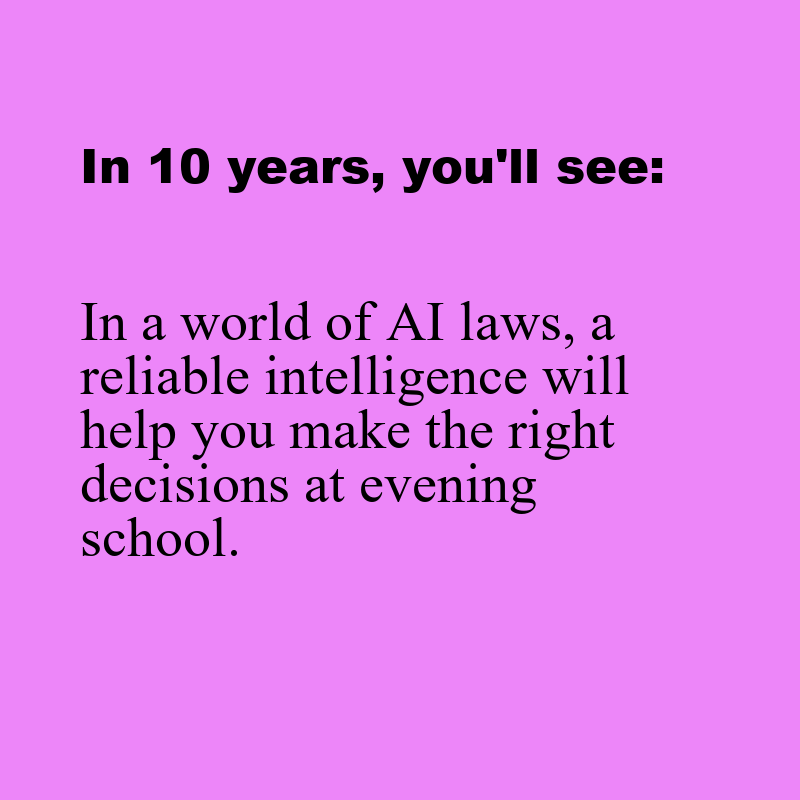 In 10 years, you'll see:
In a world of AI laws, a
reliable intelligence will
help you make the right
decisions at evening
school.